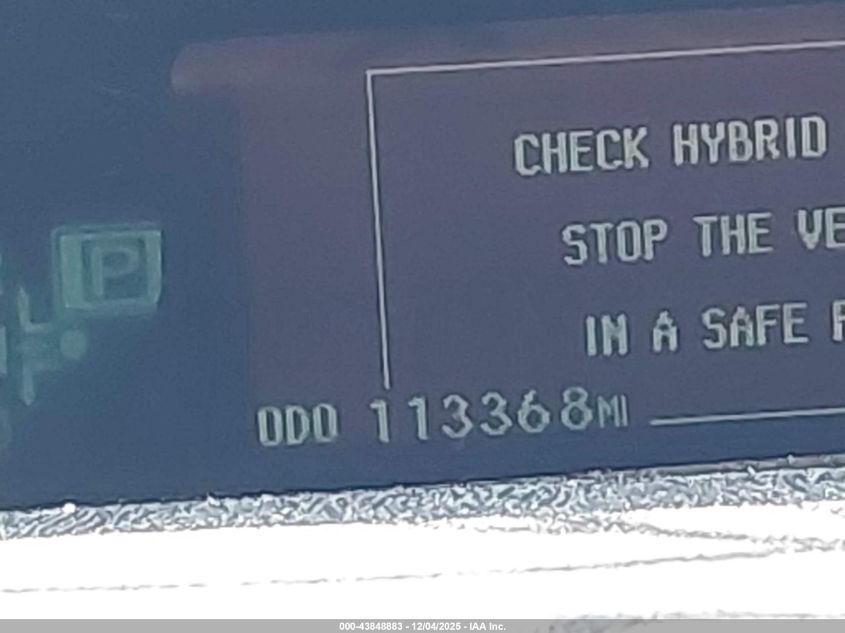 CHECK HYBRID
STOP THE VE
IN A SAFE
P
ODO 113368MI
000-43848883 - 12/04/2025 - IAA Inc.